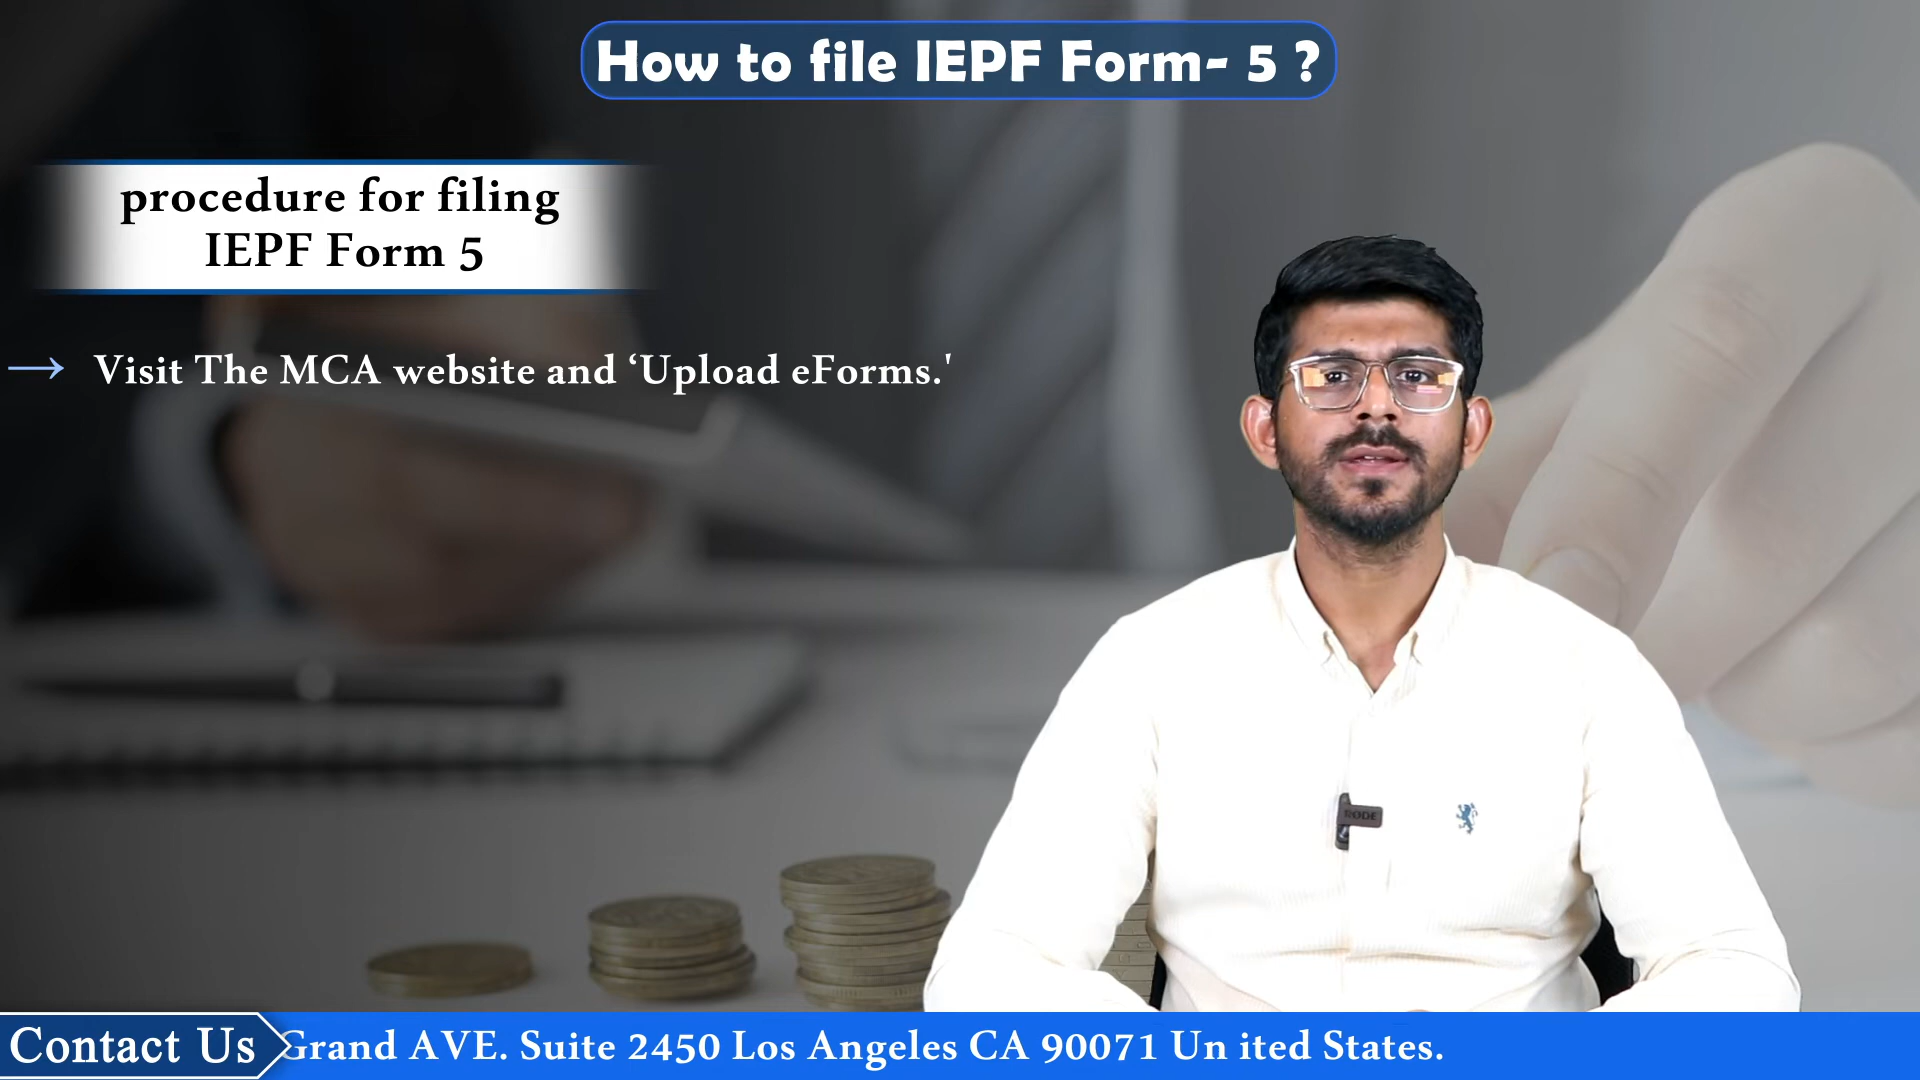 How to file IEPF Form- 5 ?
procedure for filing
IEPF Form 5
→ Visit The MCA website and ‘Upload eForms.'
RODE
Contact Us
Grand AVE. Suite 2450 Los Angeles CA 90071 Un ited States.